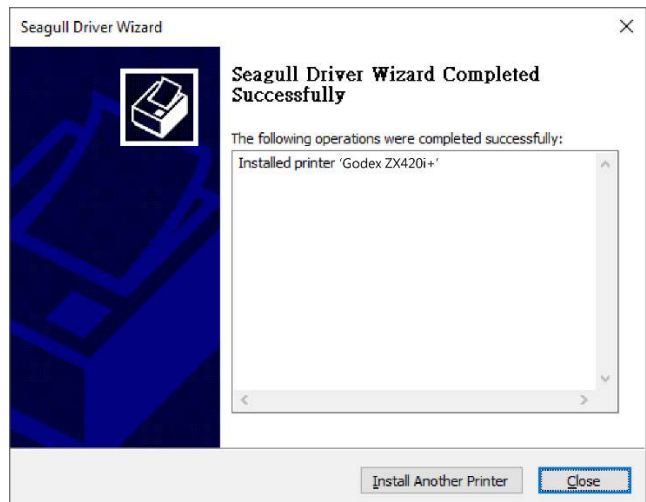 Seagull Driver Wizard
Seagull Driver Wizard Completed
Successfully
The following operations were completed successfully:
Installed printer ‘Godex ZX420i+’
Install Another Printer
Close